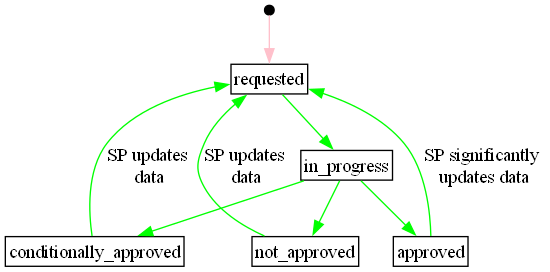 requested
SP updates
data
SP updates
data
SP significantly
updates data
in_progress
conditionally_approved
not_approved
approved